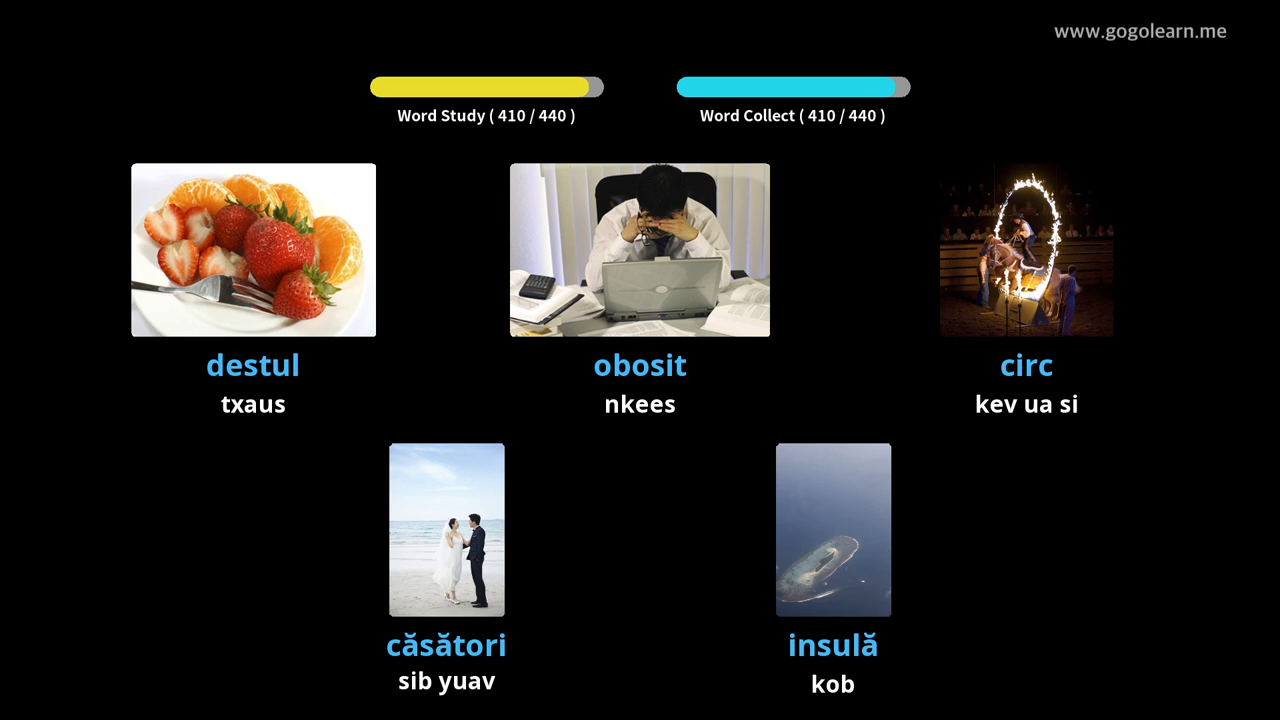 www.gogolearn.me
Word Study ( 410 / 440 )
Word Collect ( 410 / 440 )
destul
txaus
obosit
nkees
circ
kev ua si
căsători
sib yuav
insulă
kob